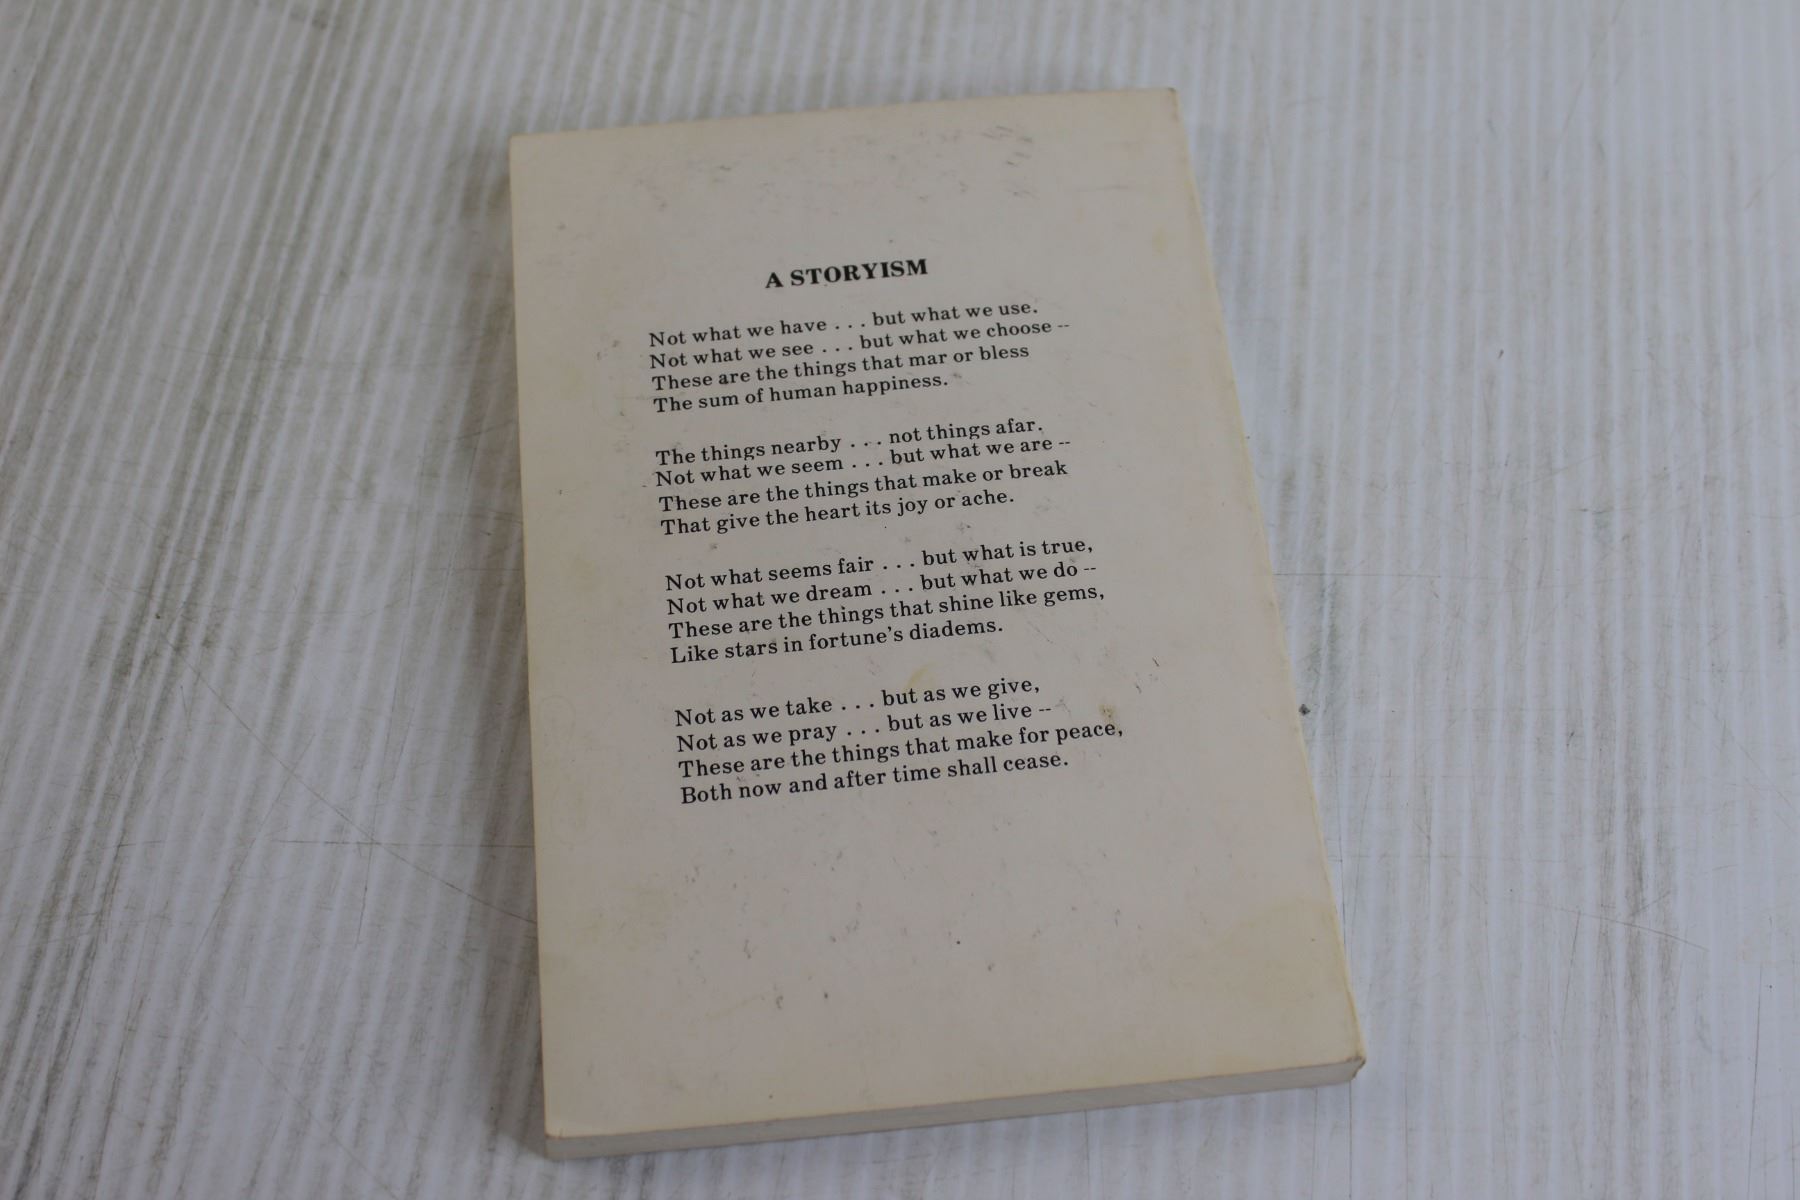 A STORYISM
Not what we have . . . but what we use.
Not what we see . . . but what we choose --
These are the things that mar or bless
The sum of human happiness.
The things nearby . . . not things afar.
Not what we seem . . . but what we are --
These are the things that make or break
That give the heart its joy or ache.
Not what seems fair . . . but what is true,
Not what we dream . . . but what we do --
These are the things that shine like gems,
Like stars in fortune's diadems.
Not as we take . . . but as we give,
Not as we pray . . . but as we live --
These are the things that make for peace,
Both now and after time shall cease.